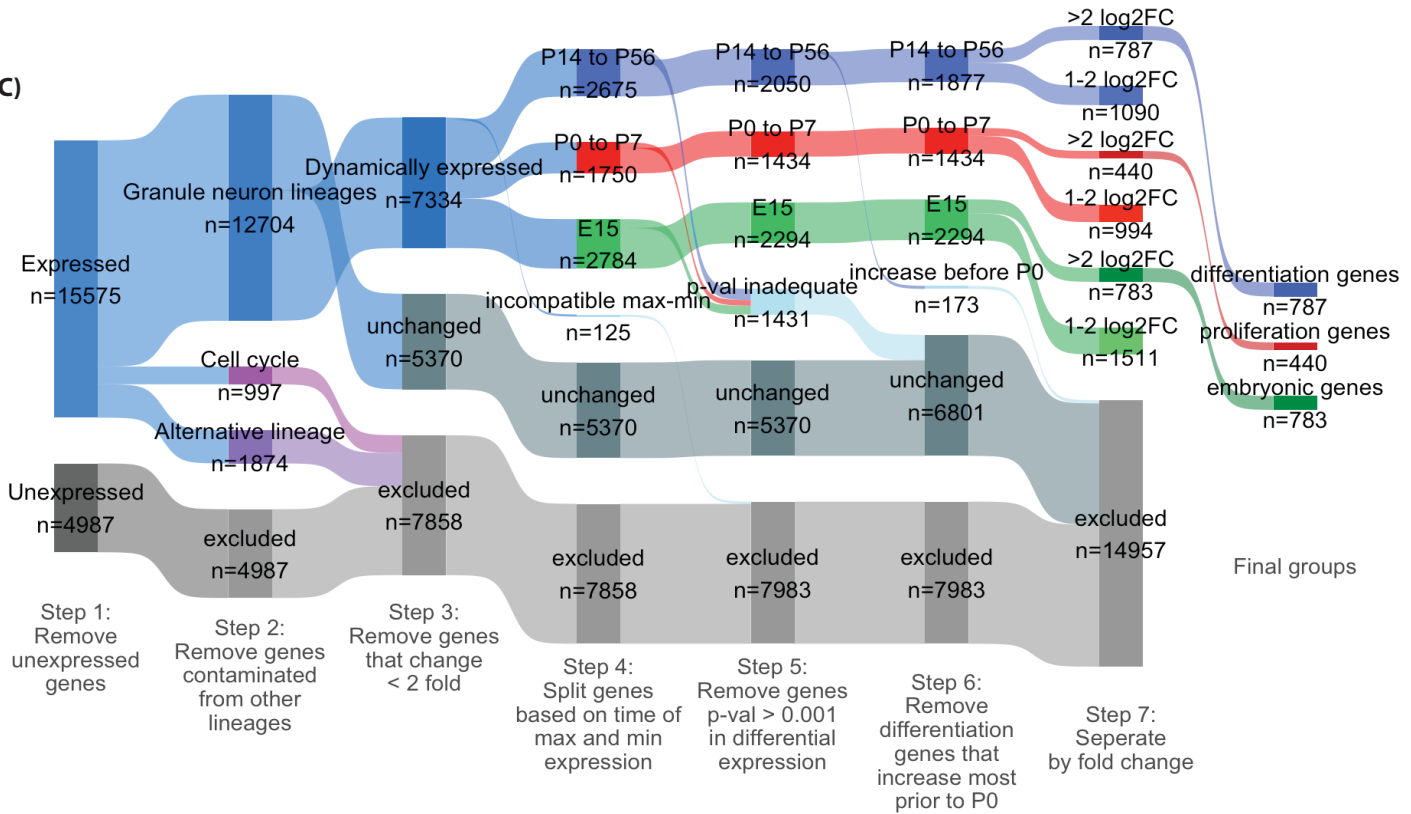 C)
Expressed
n=15575
Unexpressed
n=4987
Step 1:
Remove
unexpressed
genes
Granule neuron lineages
n=12704
Cell cycle
n=997
Alternative lineage
n=1874
excluded
n=4987
Step 2:
Remove genes
contaminated
from other
lineages
Dynamically expressed
n=7334
unchanged
n=5370
excluded
n=7858
Step 3:
Remove genes
that change
< 2 fold
P14 to P56
n=2675
P0 to P7
n=1750
E15
n=2784
incompatible max-min
n=125
unchanged
n=5370
excluded
n=7858
Step 4:
Split genes
based on time of
max and min
expression
P14 to P56
n=2050
P0 to P7
n=1434
E15
n=2294
p-val inadequate
n=1431
unchanged
n=5370
excluded
n=7983
Step 5:
Remove genes
p-val > 0.001
in differential
expression
P14 to P56
n=1877
P0 to P7
n=1434
E15
n=2294
increase before P0
n=173
unchanged
n=6801
excluded
n=7983
Step 6:
Remove
differentiation
genes that
increase most
prior to P0
>2 log2FC
n=787
1-2 log2FC
n=1090
>2 log2FC
n=440
1-2 log2FC
n=994
>2 log2FC
n=783
1-2 log2FC
n=1511
excluded
n=14957
Step 7:
Seperate
by fold change
differentiation genes
n=787
proliferation genes
n=440
embryonic genes
n=783
Final groups